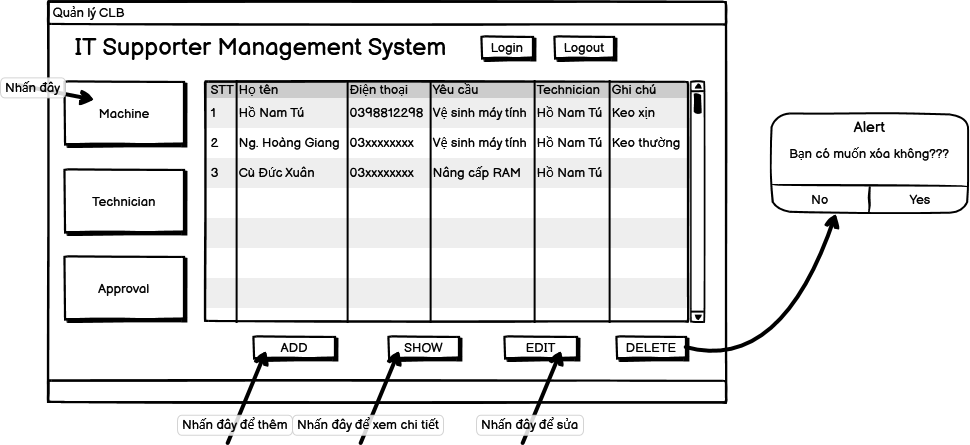 Quản lý CLB
IT Supporter Management System
Login
Logout
Nhấn đây
Machine
Technician
Approval
STT Họ tên Điện thoại Yêu cầu Technician Ghi chú
1 Hồ Nam Tú 0398812298 Vệ sinh máy tính Hồ Nam Tú Keo xịn
2 Ng. Hoàng Giang 03xxxxxxxx Vệ sinh máy tính Hồ Nam Tú Keo thường
3 Cù Đức Xuân 03xxxxxxxx Nâng cấp RAM Hồ Nam Tú
ADD
SHOW
EDIT
DELETE
Nhấn đây để thêm
Nhấn đây để xem chi tiết
Nhấn đây để sửa
Alert
Bạn có muốn xóa không???
No
Yes